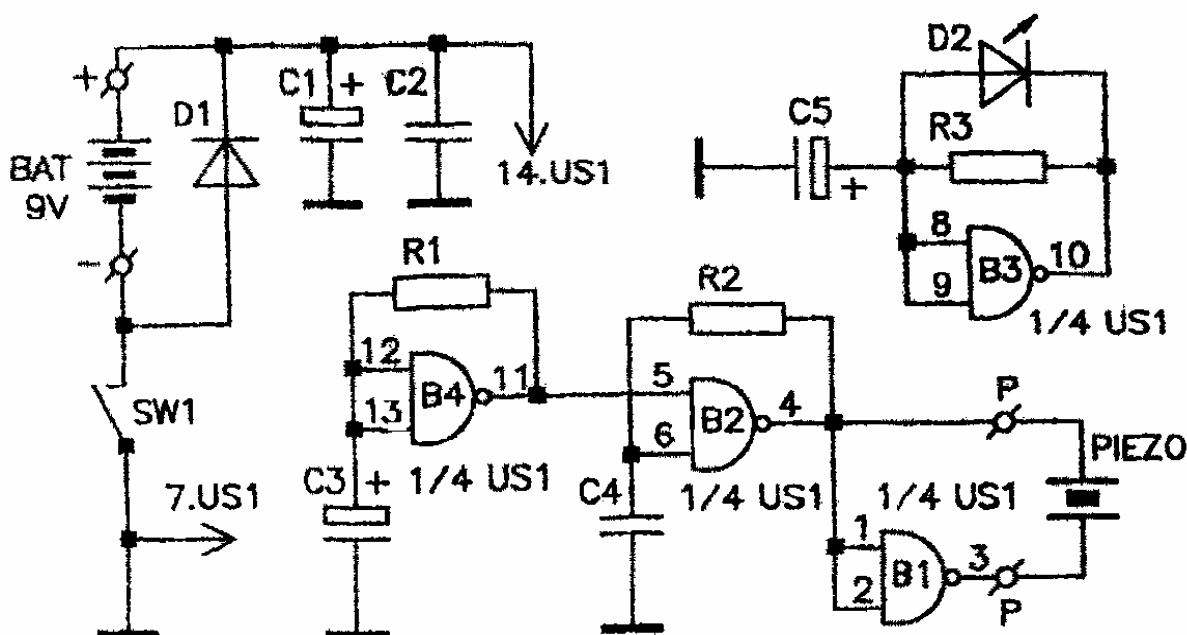 +
D1
C1 +
C2
BAT
9V
14.US1
-
SW1
7.US1
D2
C5
+
R3
8
9
B3
10
1/4 US1
R1
12
13
B4
11
C3 +
1/4 US1
R2
5
6
B2
4
C4
1/4 US1
1/4 US1
1
2
B1
3
P
PIEZO
P